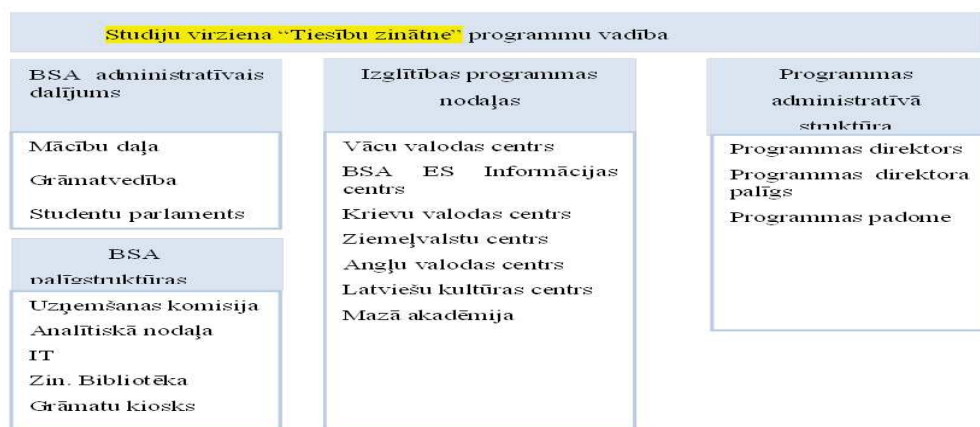 Studiju virziena “Tiesību zinātne” programmu vadība
BSA administratīvais
dalījums
Mācību daļa
Grāmatvedība
Studentu parlaments
BSA
palīgstruktūras
Uzņemšanas komisija
Analītiskā nodaļa
IT
Zin. Bibliotēka
Grāmatu kiosks
Izglītības programmas
nodaļas
Vācu valodas centrs
BSA ES Informācijas
centrs
Krievu valodas centrs
Ziemeļvalstu centrs
Angļu valodas centrs
Latviešu kultūras centrs
Mazā akadēmija
Programmas
administratīvā
struktūra
Programmas direktors
Programmas direktora
palīgs
Programmas padome